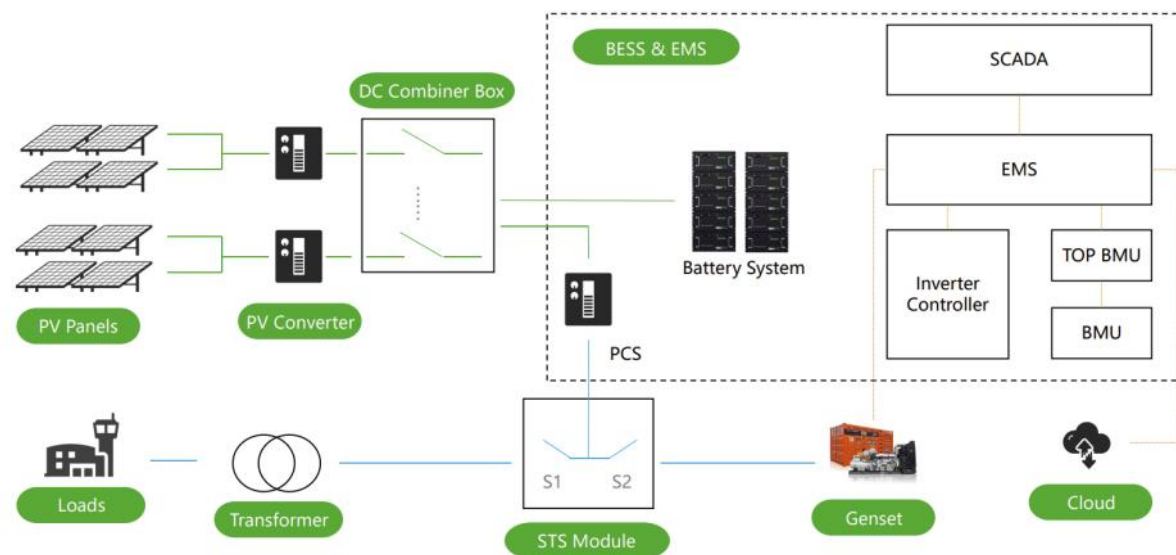 BESS & EMS
SCADA
DC Combiner Box
EMS
Battery System
Inverter
Controller
TOP BMU
BMU
PV Panels
PV Converter
PCS
S1
S2
Loads
Transformer
STS Module
Genset
Cloud